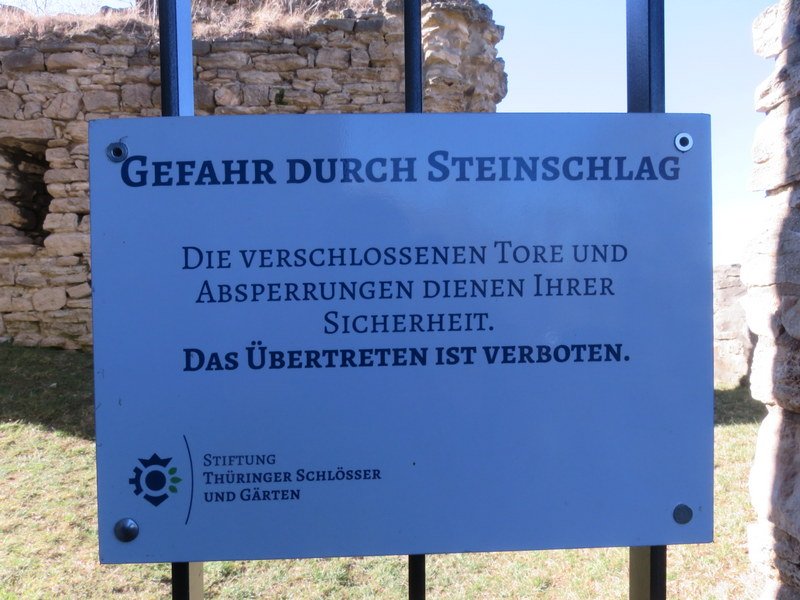 Gefahr durch Steinschlag
Die verschlossenen Tore und
Absperrungen dienen Ihrer
Sicherheit.
Das Übertreten ist verboten.
Stiftung
Thüringer Schlösser
und Gärten